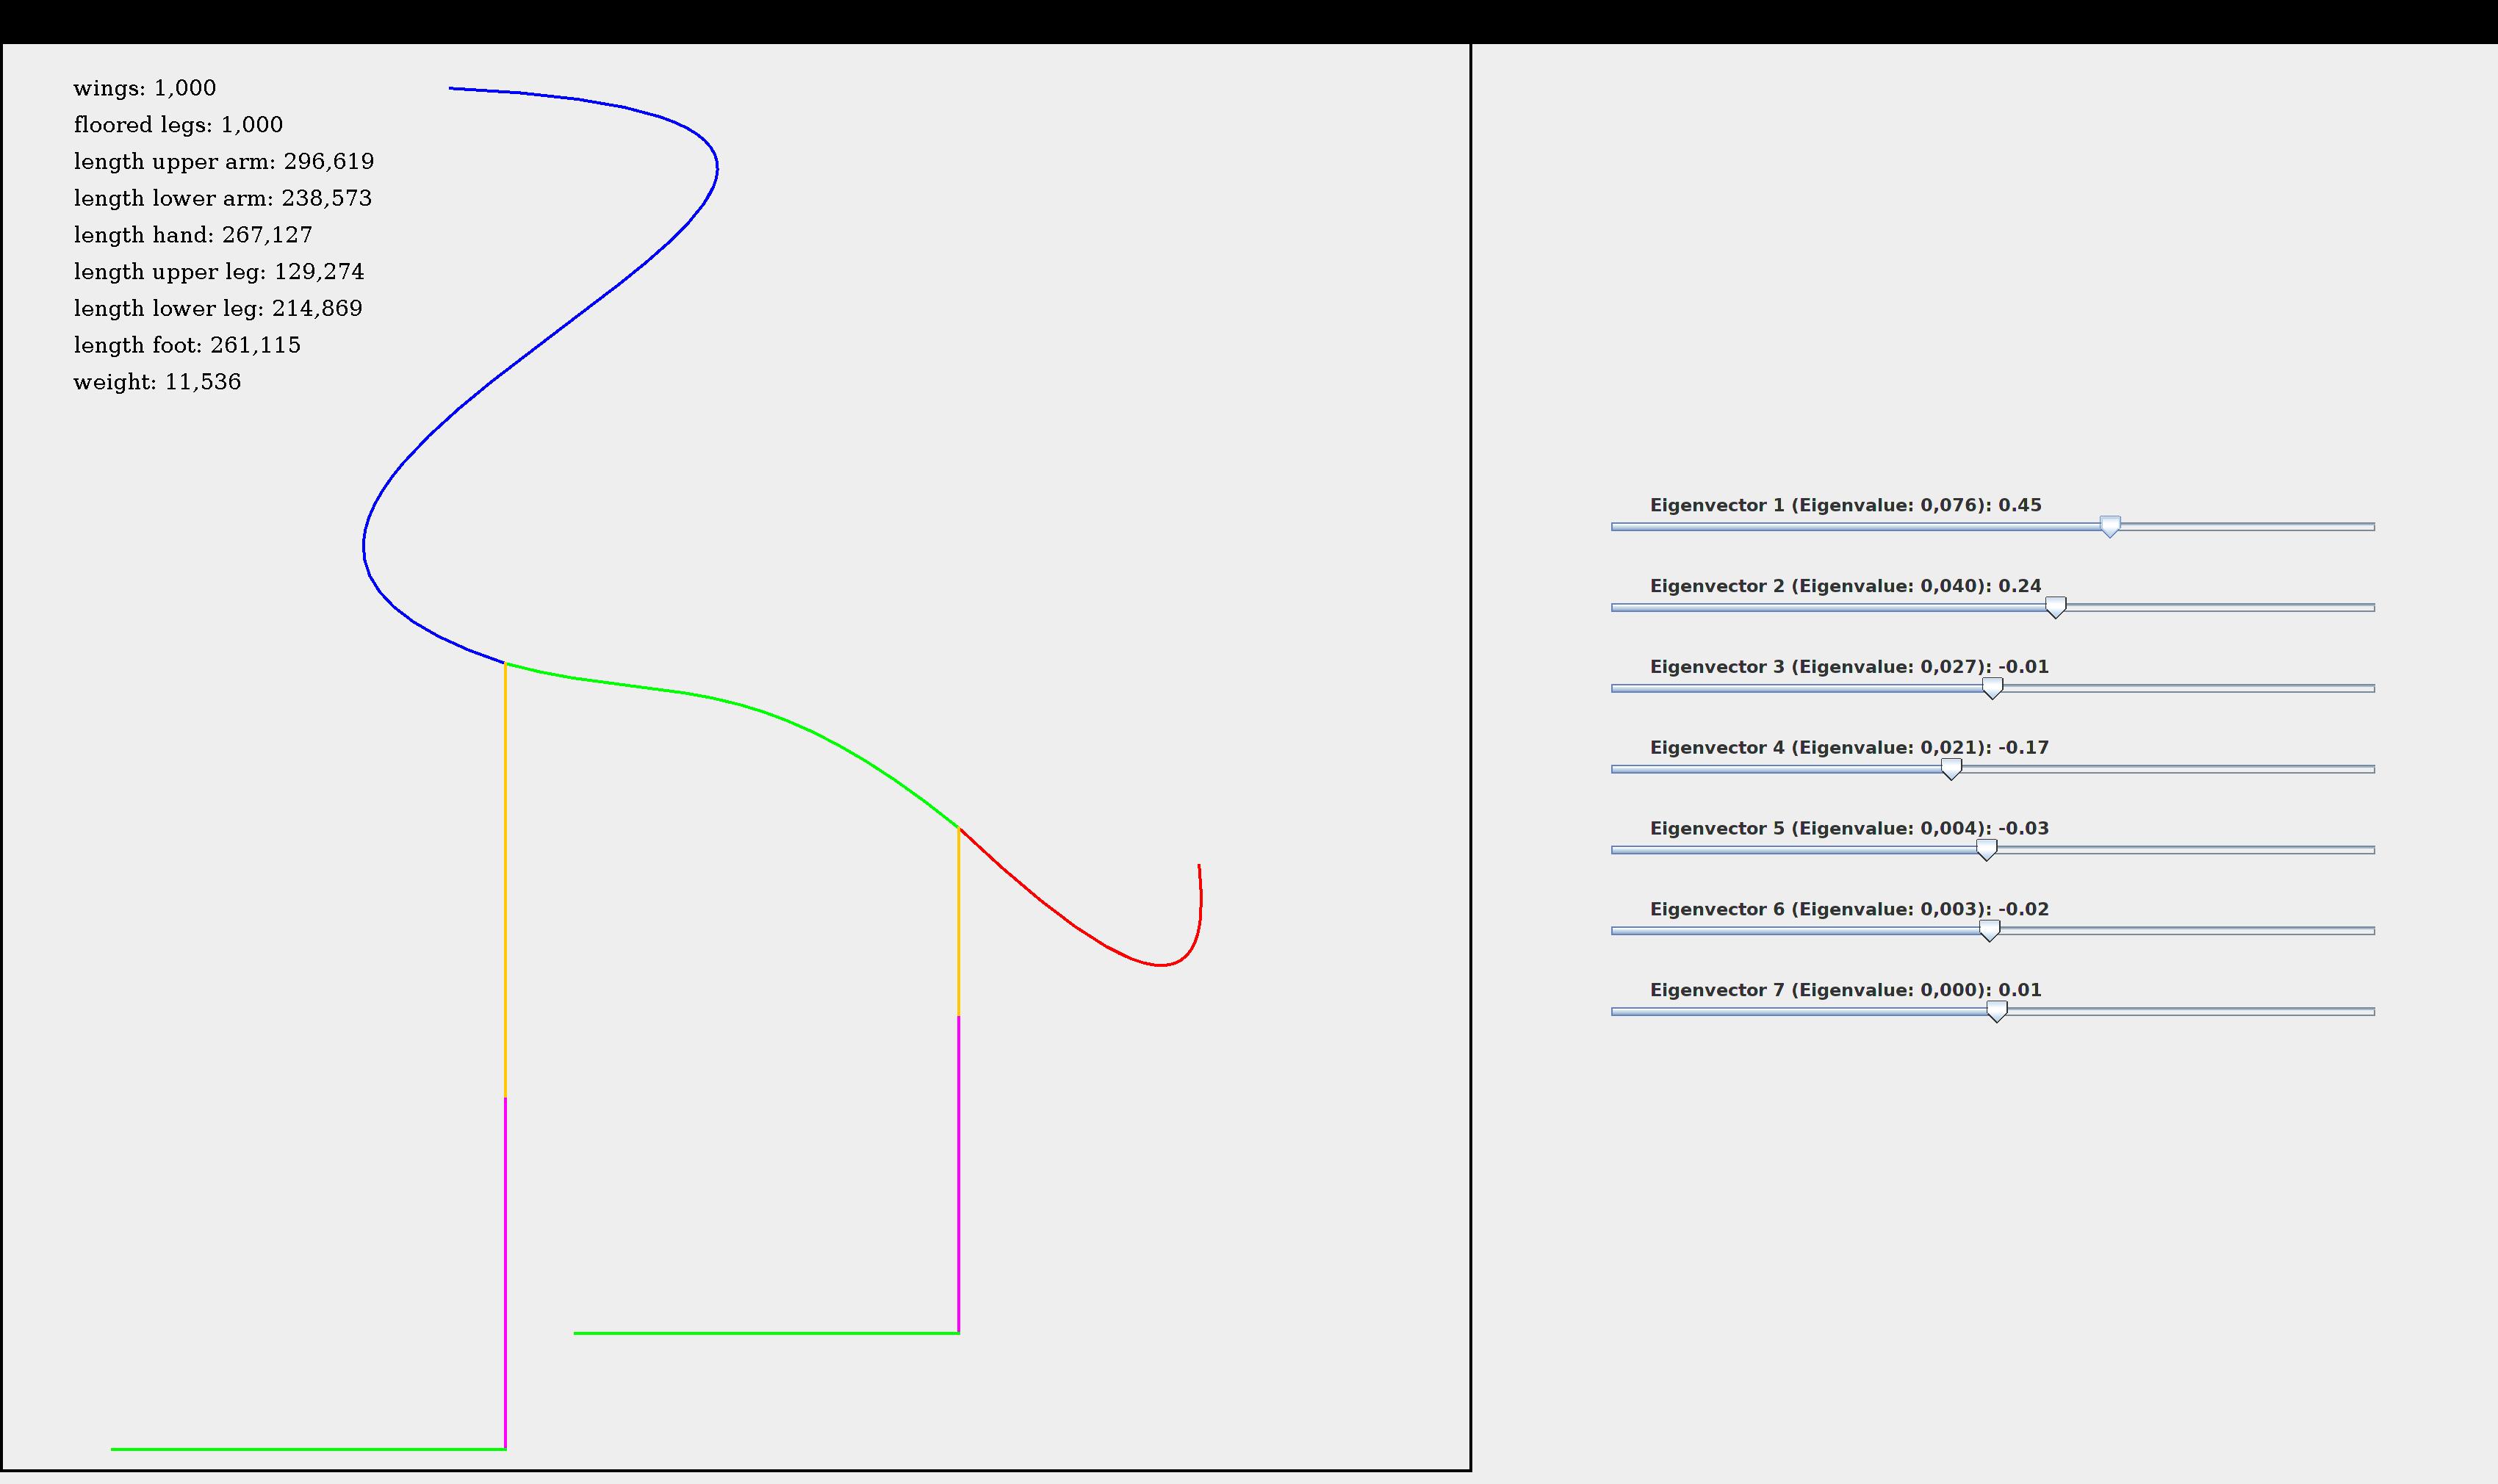 wings: 1,000
floored legs: 1,000
length upper arm: 296,619
length lower arm: 238,573
length hand: 267,127
length upper leg: 129,274
length lower leg: 214,869
length foot: 261,115
weight: 11,536
Eigenvector 1 (Eigenvalue: 0,076): 0.45
Eigenvector 2 (Eigenvalue: 0,040): 0.24
Eigenvector 3 (Eigenvalue: 0,027): -0.01
Eigenvector 4 (Eigenvalue: 0,021): -0.17
Eigenvector 5 (Eigenvalue: 0,004): -0.03
Eigenvector 6 (Eigenvalue: 0,003): -0.02
Eigenvector 7 (Eigenvalue: 0,000): 0.01